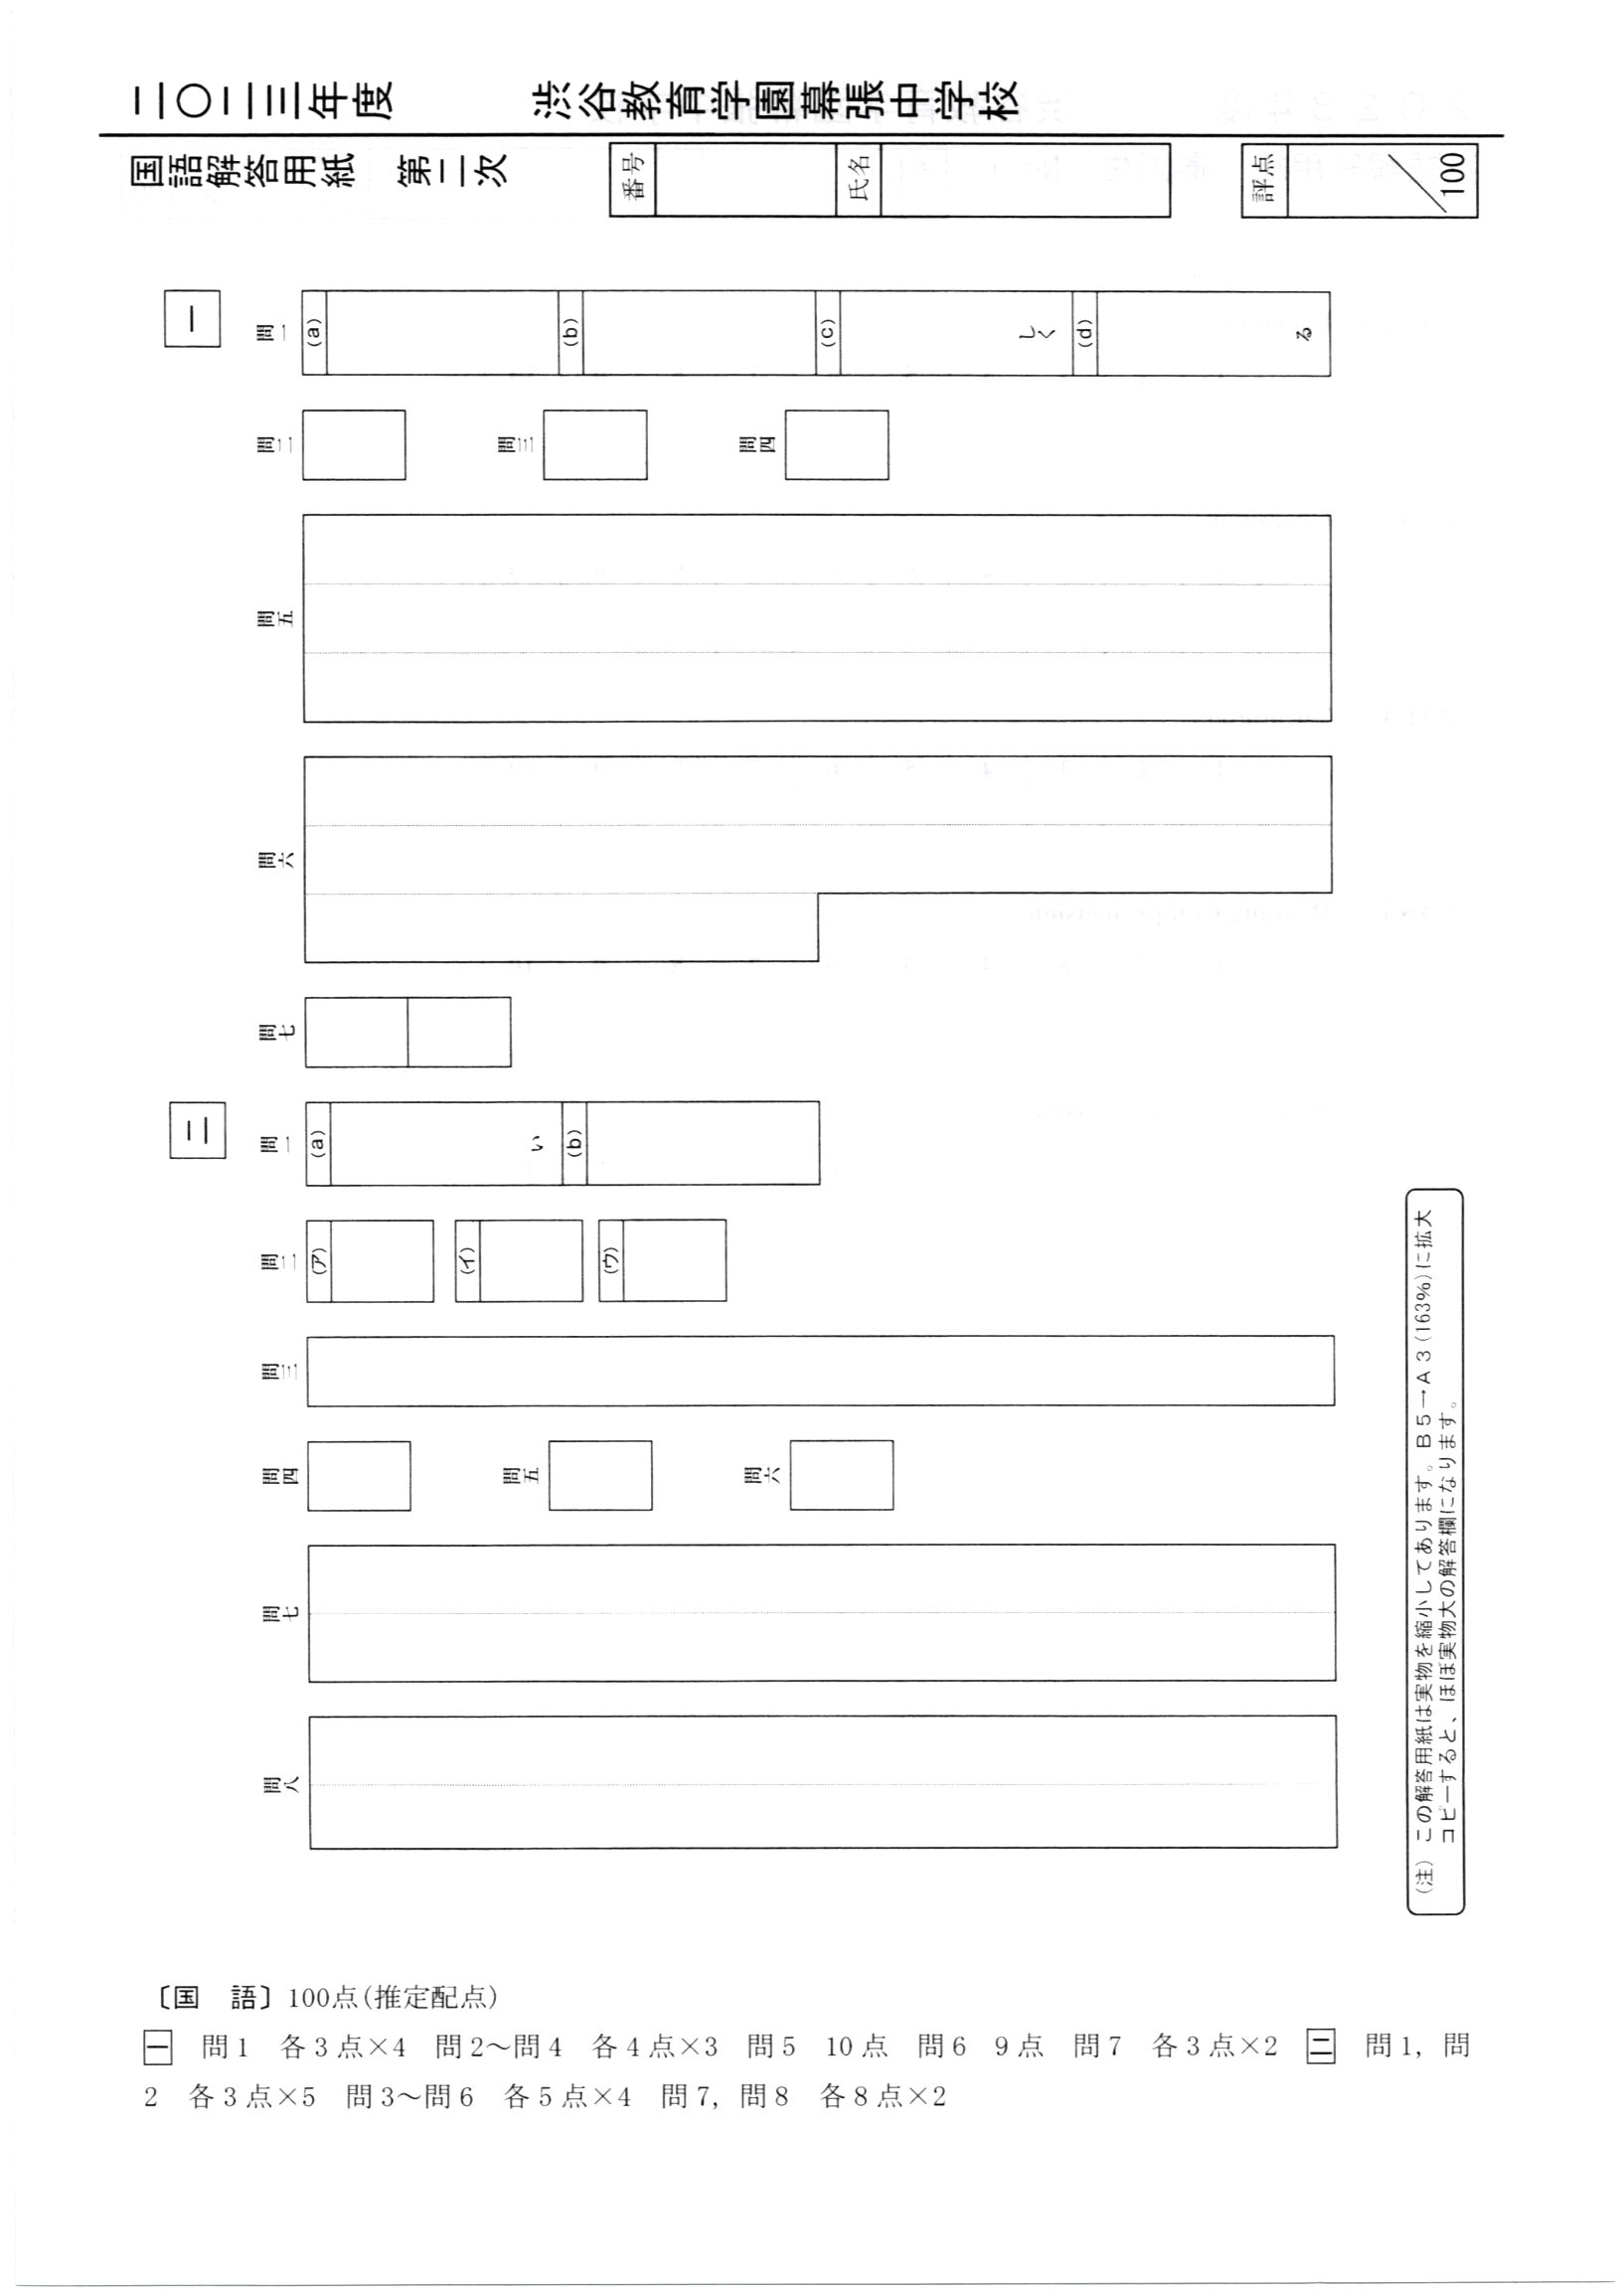 二〇二三年度 渋谷教育学園幕張中学校
国語解答用紙 第二次
番号 氏名 評点 /100
一
問一 (a) (b) (c) しく (d) る
問二 問三 問四
問五
問六
問七
二
問一 (a) い (b)
問二 (ア) (イ) (ウ)
問三
問四 問五 問六
問七
問八
(注) この解答用紙は実物を縮小してあります。B5→A3(163%)に拡大
コピーすると、ほぼ実物大の解答欄になります。
〔国 語〕100点(推定配点)
一 問1 各3点×4 問2～問4 各4点×3 問5 10点 問6 9点 問7 各3点×2 二 問1, 問
2 各3点×5 問3～問6 各5点×4 問7, 問8 各8点×2